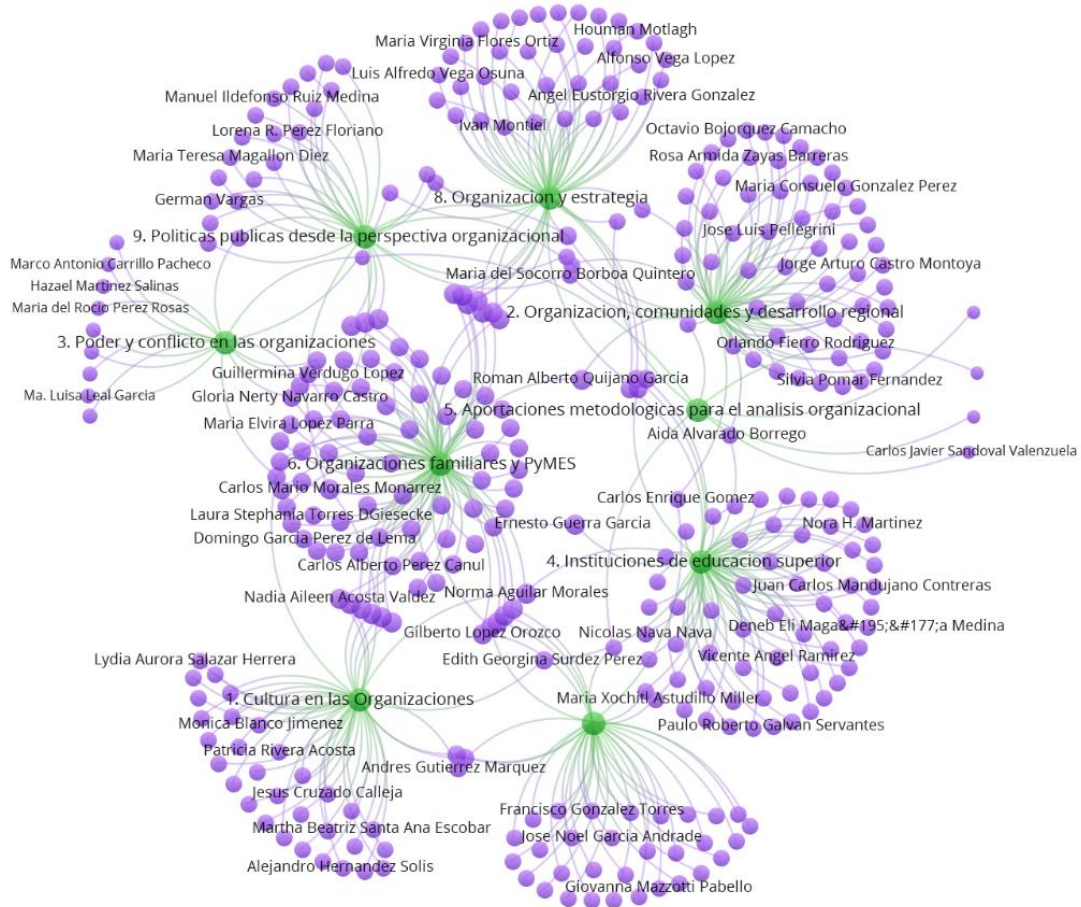 Houman Motlagh
Maria Virginia Flores Ortiz
Alfonso Vega Lopez
Luis Alfredo Vega Osuna
Manuel Ildefonso Ruiz Medina
Angel Eustorgio Rivera Gonzalez
Ivan Montiel
Lorena R. Perez Floriano
Octavio Bojorquez Camacho
Maria Teresa Magallon Diez
Rosa Armida Zayas Barreras
Maria Consuelo Gonzalez Perez
German Vargas
8. Organizacion y estrategia
Jose Luis Pellegrini
9. Politicas publicas desde la perspectiva organizacional
Marco Antonio Carrillo Pacheco
Jorge Arturo Castro Montoya
Maria del Socorro Borboa Quintero
Hazael Martinez Salinas
Maria del Rocio Perez Rosas
2. Organizacion, comunidades y desarrollo regional
3. Poder y conflicto en las organizaciones
Orlando Fierro Rodriguez
Guillermina Verdugo Lopez
Roman Alberto Quijano Garcia
Silvia Pomar Fernandez
Ma. Luisa Leal Garcia
Gloria Nerty Navarro Castro
5. Aportaciones metodologicas para el analisis organizacional
Maria Elvira Lopez Parra
Aida Alvarado Borrego
Carlos Javier Sandoval Valenzuela
6. Organizaciones familiares y PyMES
Carlos Mario Morales Monarrez
Carlos Enrique Gomez
Laura Stephania Torres DGiesecke
Ernesto Guerra Garcia
Nora H. Martinez
Domingo Garcia Perez de Lema
4. Instituciones de educacion superior
Carlos Alberto Perez Canul
Juan Carlos Mandujano Contreras
Nadia Aileen Acosta Valdez
Norma Aguilar Morales
Deneb Eli Maga&#195;&#177;a Medina
Gilberto Lopez Orozco
Nicolas Nava Nava
Lydia Aurora Salazar Herrera
Edith Georgina Surdez Perez
Vicente Angel Ramirez
1. Cultura en las Organizaciones
Maria Xochitl Astudillo Miller
Monica Blanco Jimenez
Paulo Roberto Galvan Servantes
Patricia Rivera Acosta
Andres Gutierrez Marquez
Jesus Cruzado Calleja
Francisco Gonzalez Torres
Martha Beatriz Santa Ana Escobar
Jose Noel Garcia Andrade
Alejandro Hernandez Solis
Giovanna Mazzotti Pabello